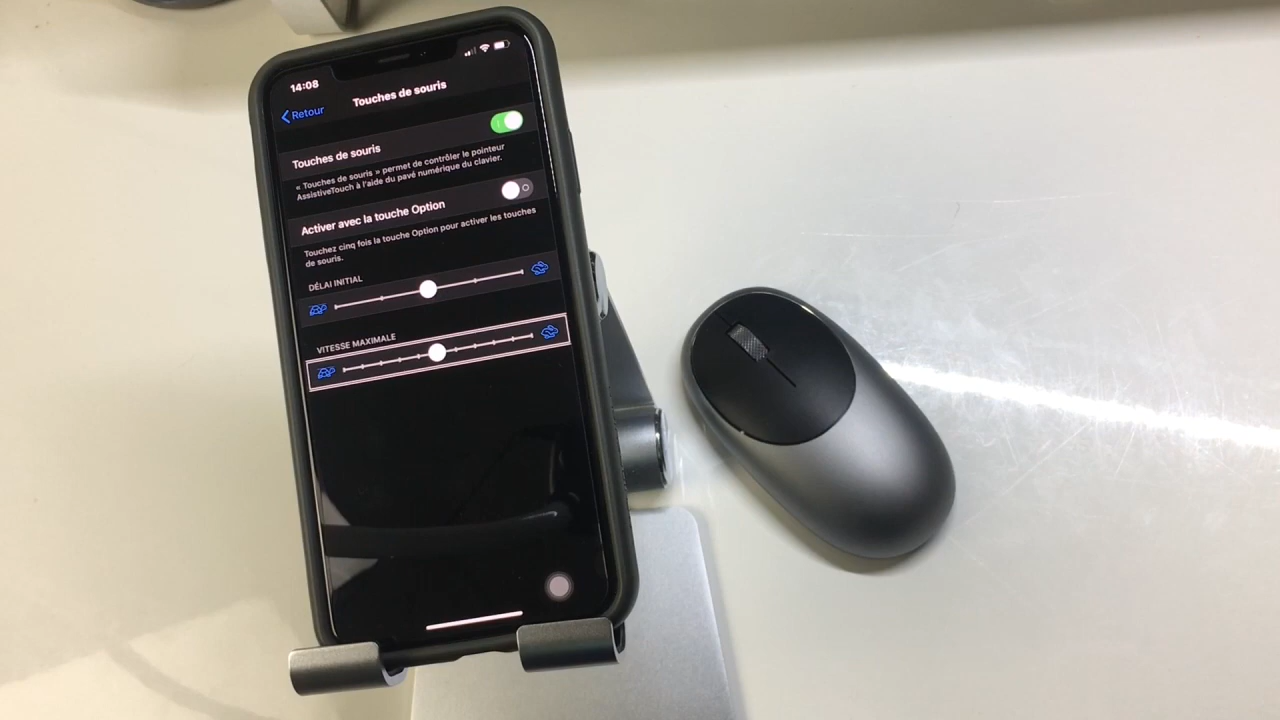 14:08
Retour
Touches de souris
Touches de souris
« Touches de souris » permet de contrôler le pointeur
AssistiveTouch à l'aide du pavé numérique du clavier.
Activer avec la touche Option
Touchez cinq fois la touche Option pour activer les touches
de souris.
DÉLAI INITIAL
VITESSE MAXIMALE